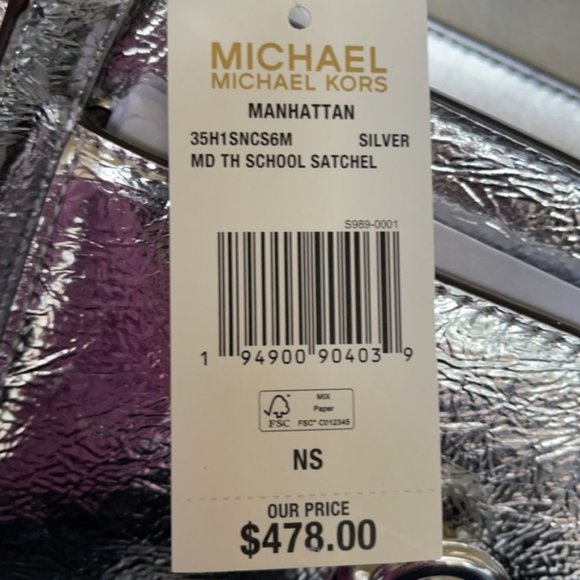 MICHAEL
MICHAEL KORS
MANHATTAN
35H1SNCS6M SILVER
MD TH SCHOOL SATCHEL
S989-0001
1 94900 90403 9
MIX
Paper
FSC
FSC® C012345
NS
OUR PRICE
$478.00